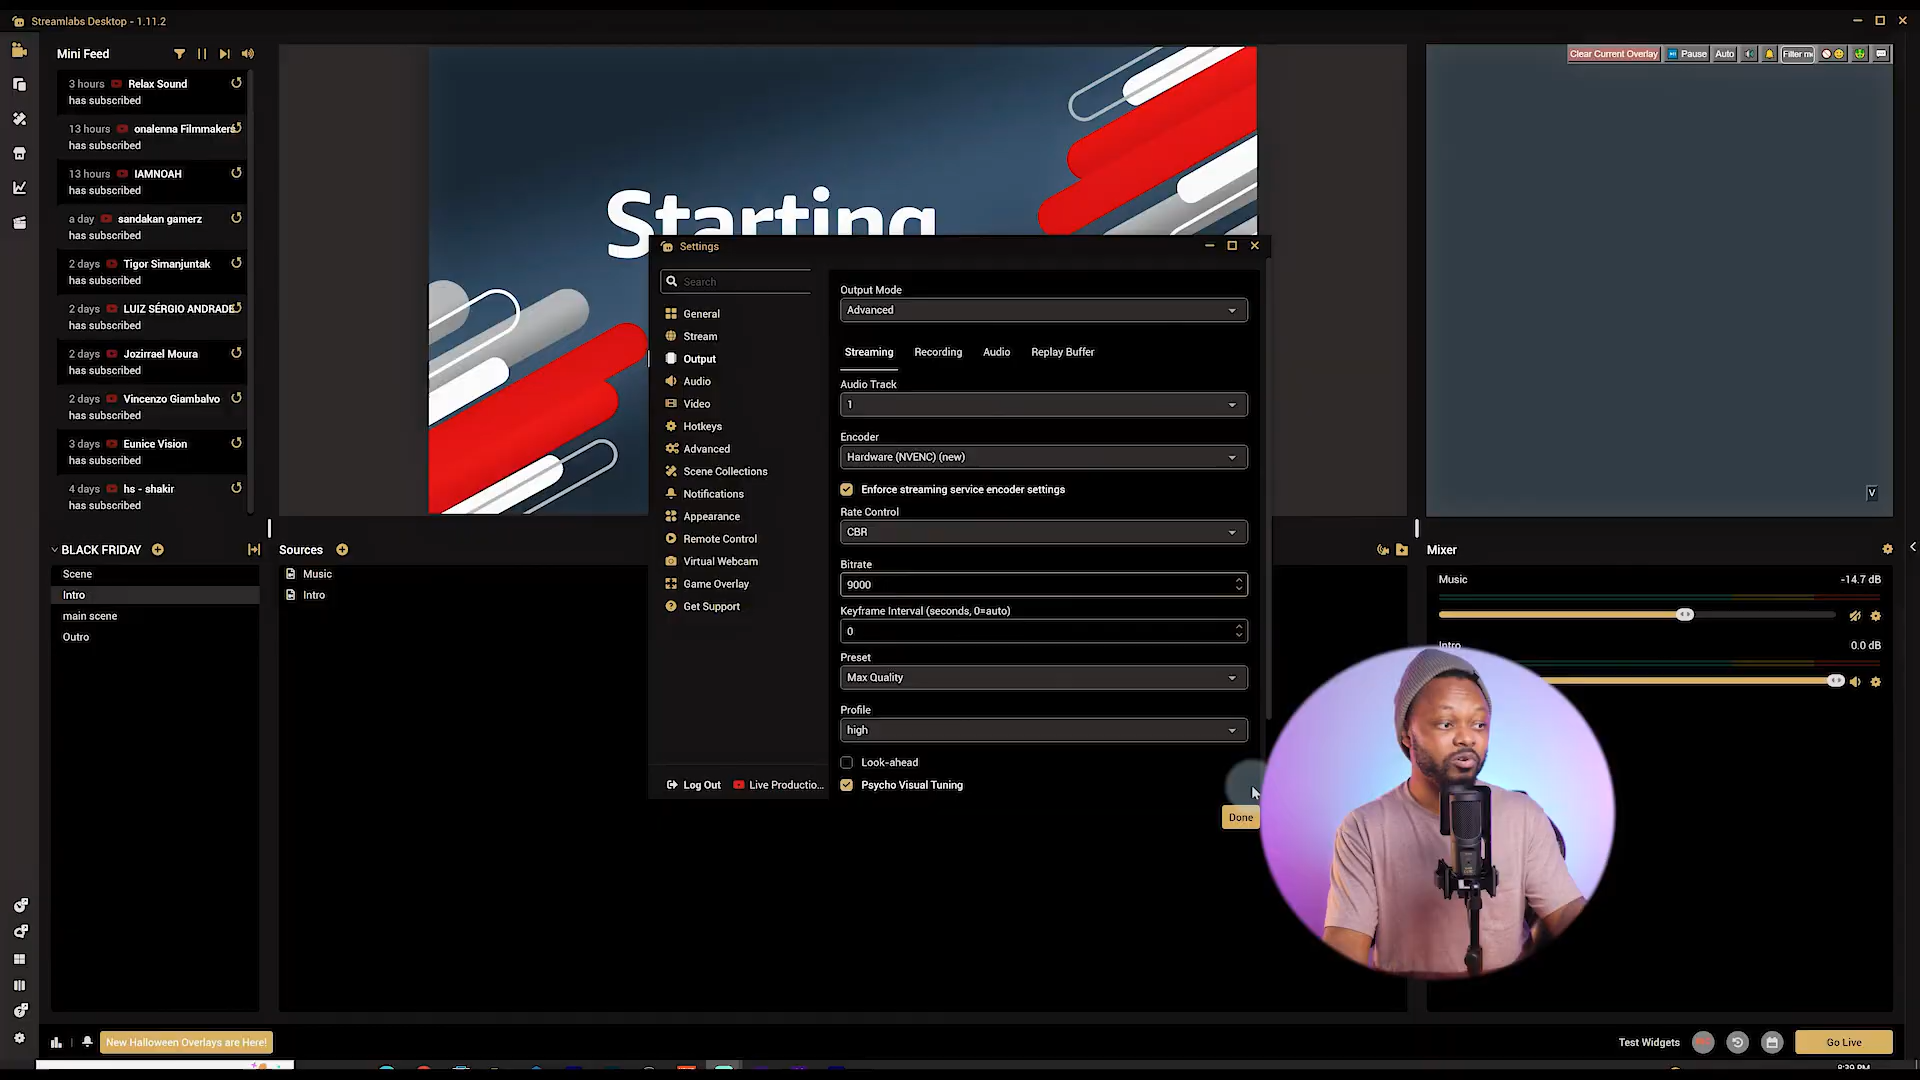 Streamlabs Desktop - 1.11.2
Mini Feed
3 hours Relax Sound
has subscribed
13 hours onalenna Filmmakers
has subscribed
13 hours IAMNOAH
has subscribed
a day sandakan gamerz
has subscribed
2 days Tigor Simanjuntak
has subscribed
2 days LUIZ SÉRGIO ANDRADE
has subscribed
2 days Jozirrael Moura
has subscribed
2 days Vincenzo Giambalvo
has subscribed
3 days Eunice Vision
has subscribed
4 days hs - shakir
has subscribed
Starting
Clear Current Overlay
Pause
Auto
Filter m
V
Settings
Search
General
Stream
Output
Audio
Video
Hotkeys
Advanced
Scene Collections
Notifications
Appearance
Remote Control
Virtual Webcam
Game Overlay
Get Support
Log Out
Live Productio...
Output Mode
Advanced
Streaming Recording Audio Replay Buffer
Audio Track
1
Encoder
Hardware (NVENC) (new)
Enforce streaming service encoder settings
Rate Control
CBR
Bitrate
9000
Keyframe Interval (seconds, 0=auto)
0
Preset
Max Quality
Profile
high
Look-ahead
Psycho Visual Tuning
Done
BLACK FRIDAY
Scene
Intro
main scene
Outro
Sources
Music
Intro
Mixer
Music -14.7 dB
Intro 0.0 dB
New Halloween Overlays are Here!
Test Widgets
REC
Go Live
8:39 PM